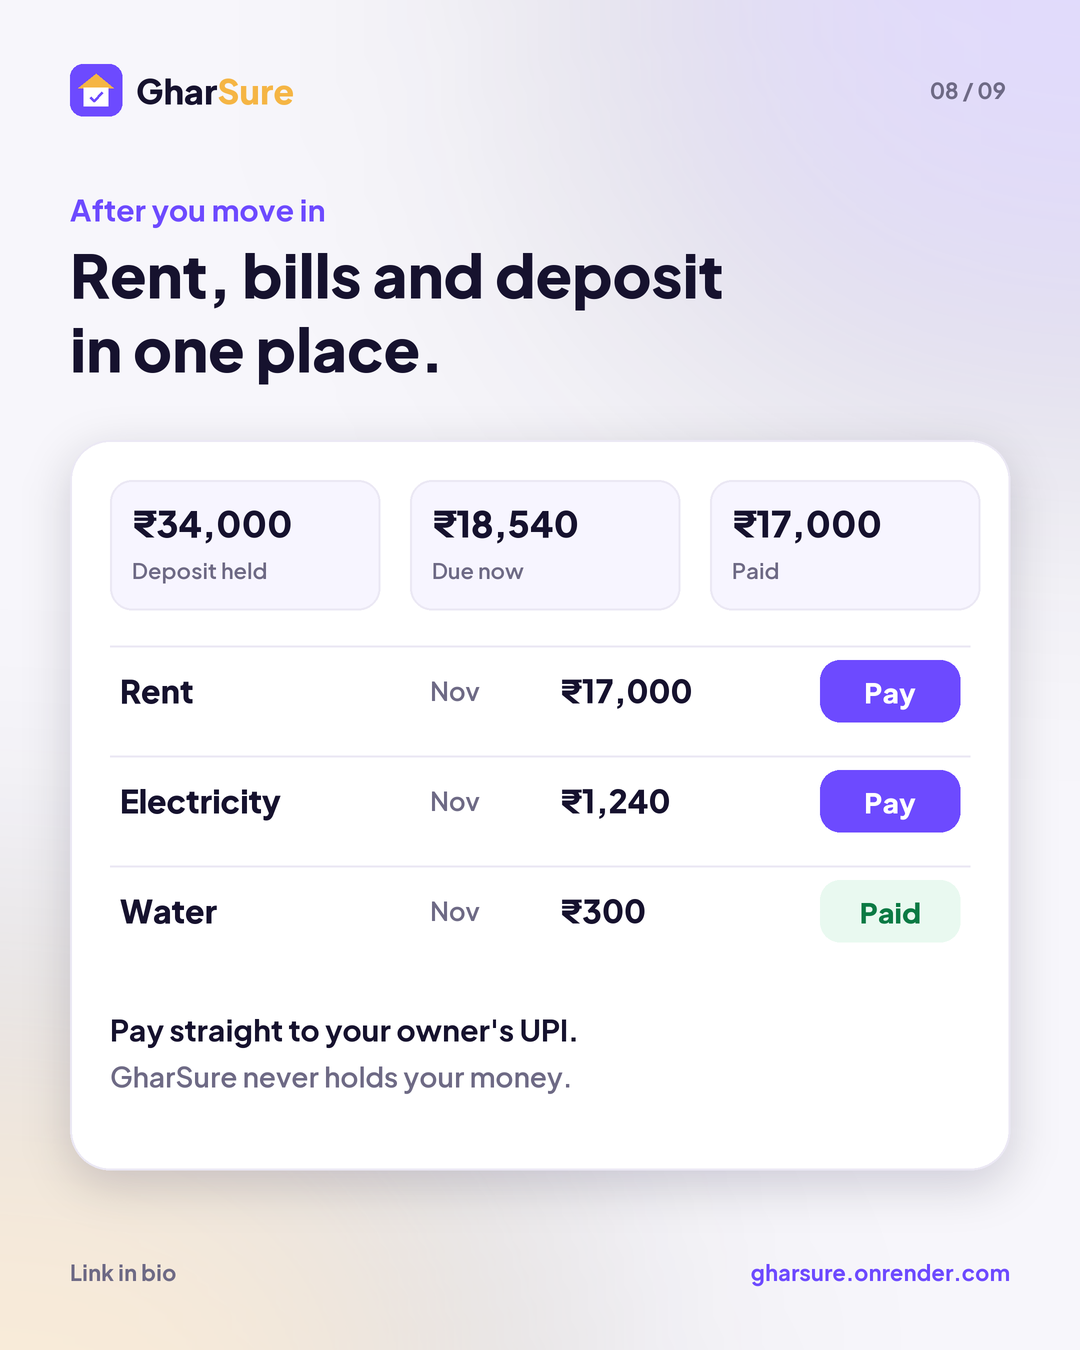 GharSure
08 / 09
After you move in
Rent, bills and deposit
in one place.
₹34,000
Deposit held
₹18,540
Due now
₹17,000
Paid
Rent Nov ₹17,000 Pay
Electricity Nov ₹1,240 Pay
Water Nov ₹300 Paid
Pay straight to your owner's UPI.
GharSure never holds your money.
Link in bio
gharsure.onrender.com